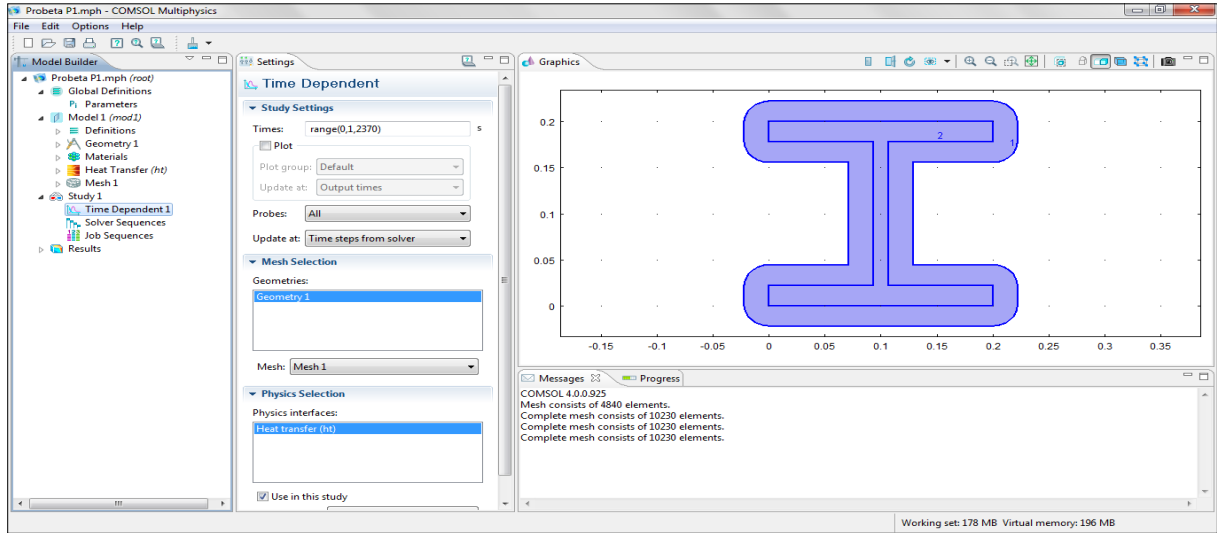 Probeta P1.mph - COMSOL Multiphysics
File Edit Options Help
Model Builder
Probeta P1.mph (root)
Global Definitions
Pi Parameters
Model 1 (mod1)
Definitions
Geometry 1
Materials
Heat Transfer (ht)
Mesh 1
Study 1
Time Dependent 1
Solver Sequences
Job Sequences
Results
Settings
Time Dependent
Study Settings
Times: range(0,1,2370) s
Plot
Plot group: Default
Update at: Output times
Probes: All
Update at: Time steps from solver
Mesh Selection
Geometries:
Geometry 1
Mesh: Mesh 1
Physics Selection
Physics interfaces:
Heat transfer (ht)
Use in this study
Graphics
0.2
0.15
0.1
0.05
0
2
1
-0.15 -0.1 -0.05 0 0.05 0.1 0.15 0.2 0.25 0.3 0.35
Messages Progress
COMSOL 4.0.0.925
Mesh consists of 4840 elements.
Complete mesh consists of 10230 elements.
Complete mesh consists of 10230 elements.
Complete mesh consists of 10230 elements.
Working set: 178 MB Virtual memory: 196 MB